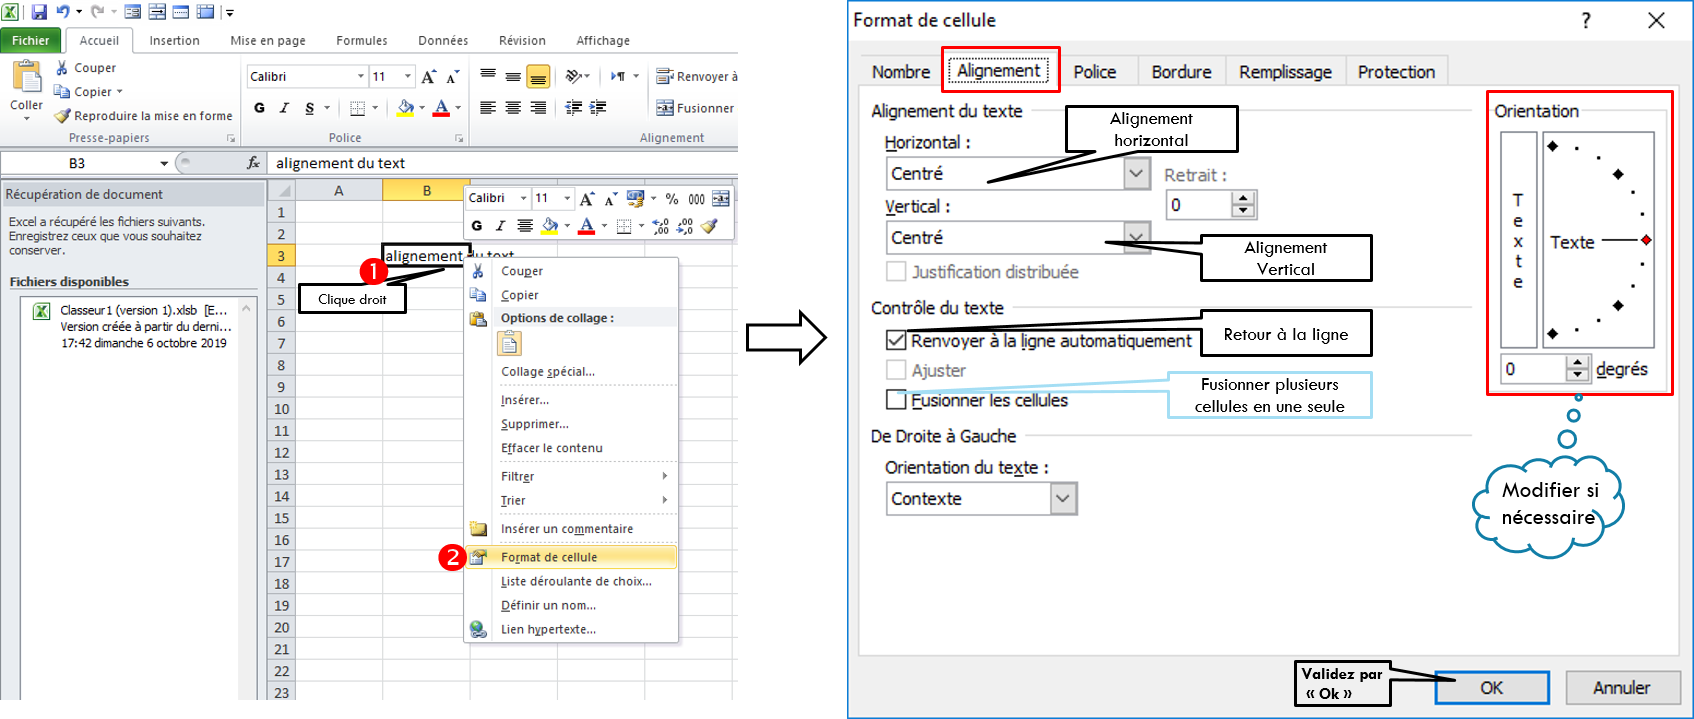 Fichier Accueil Insertion Mise en page Formules Données Révision Affichage
Couper
Copier
Reproduire la mise en forme
Coller
Presse-papiers
Calibri 11
G I S
Police
Renvoyer à
Fusionner
Alignement
B3 fx alignement du text
Récupération de document
Excel a récupéré les fichiers suivants.
Enregistrez ceux que vous souhaitez
conserver.
Fichiers disponibles
Classeur1 (version 1).xlsb [E...
Version créée à partir du derni...
17:42 dimanche 6 octobre 2019
A B
1
2
3
4
5
6
7
8
9
10
11
12
13
14
15
16
17
18
19
20
21
22
23
Calibri 11 A A % 000
G I A ,00 ,00
alignement du text
1
Clique droit
Couper
Copier
Options de collage :
Collage spécial...
Insérer...
Supprimer...
Effacer le contenu
Filtrer
Trier
Insérer un commentaire
2
Format de cellule
Liste déroulante de choix...
Définir un nom...
Lien hypertexte...
Format de cellule ?
Nombre Alignement Police Bordure Remplissage Protection
Alignement du texte
Horizontal :
Centré
Retrait :
0
Vertical :
Centré
Justification distribuée
Alignement
horizontal
Alignement
Vertical
Contrôle du texte
Renvoyer à la ligne automatiquement
Ajuster
Fusionner les cellules
Retour à la ligne
Fusionner plusieurs
cellules en une seule
De Droite à Gauche
Orientation du texte :
Contexte
Orientation
T
e
x
t
e
Texte
0 degrés
Modifier si
nécessaire
Validez par
« Ok »
OK
Annuler